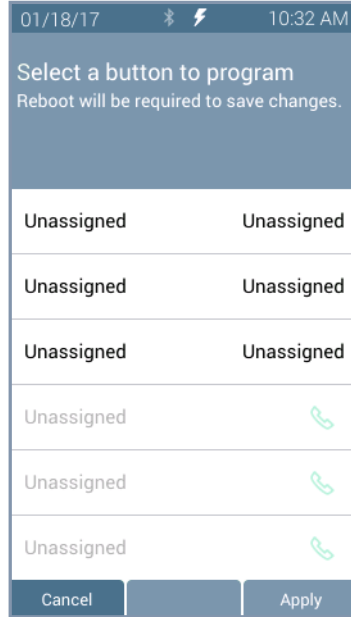 01/18/17 10:32 AM
Select a button to program
Reboot will be required to save changes.
Unassigned Unassigned
Unassigned Unassigned
Unassigned Unassigned
Unassigned
Unassigned
Unassigned
Cancel Apply